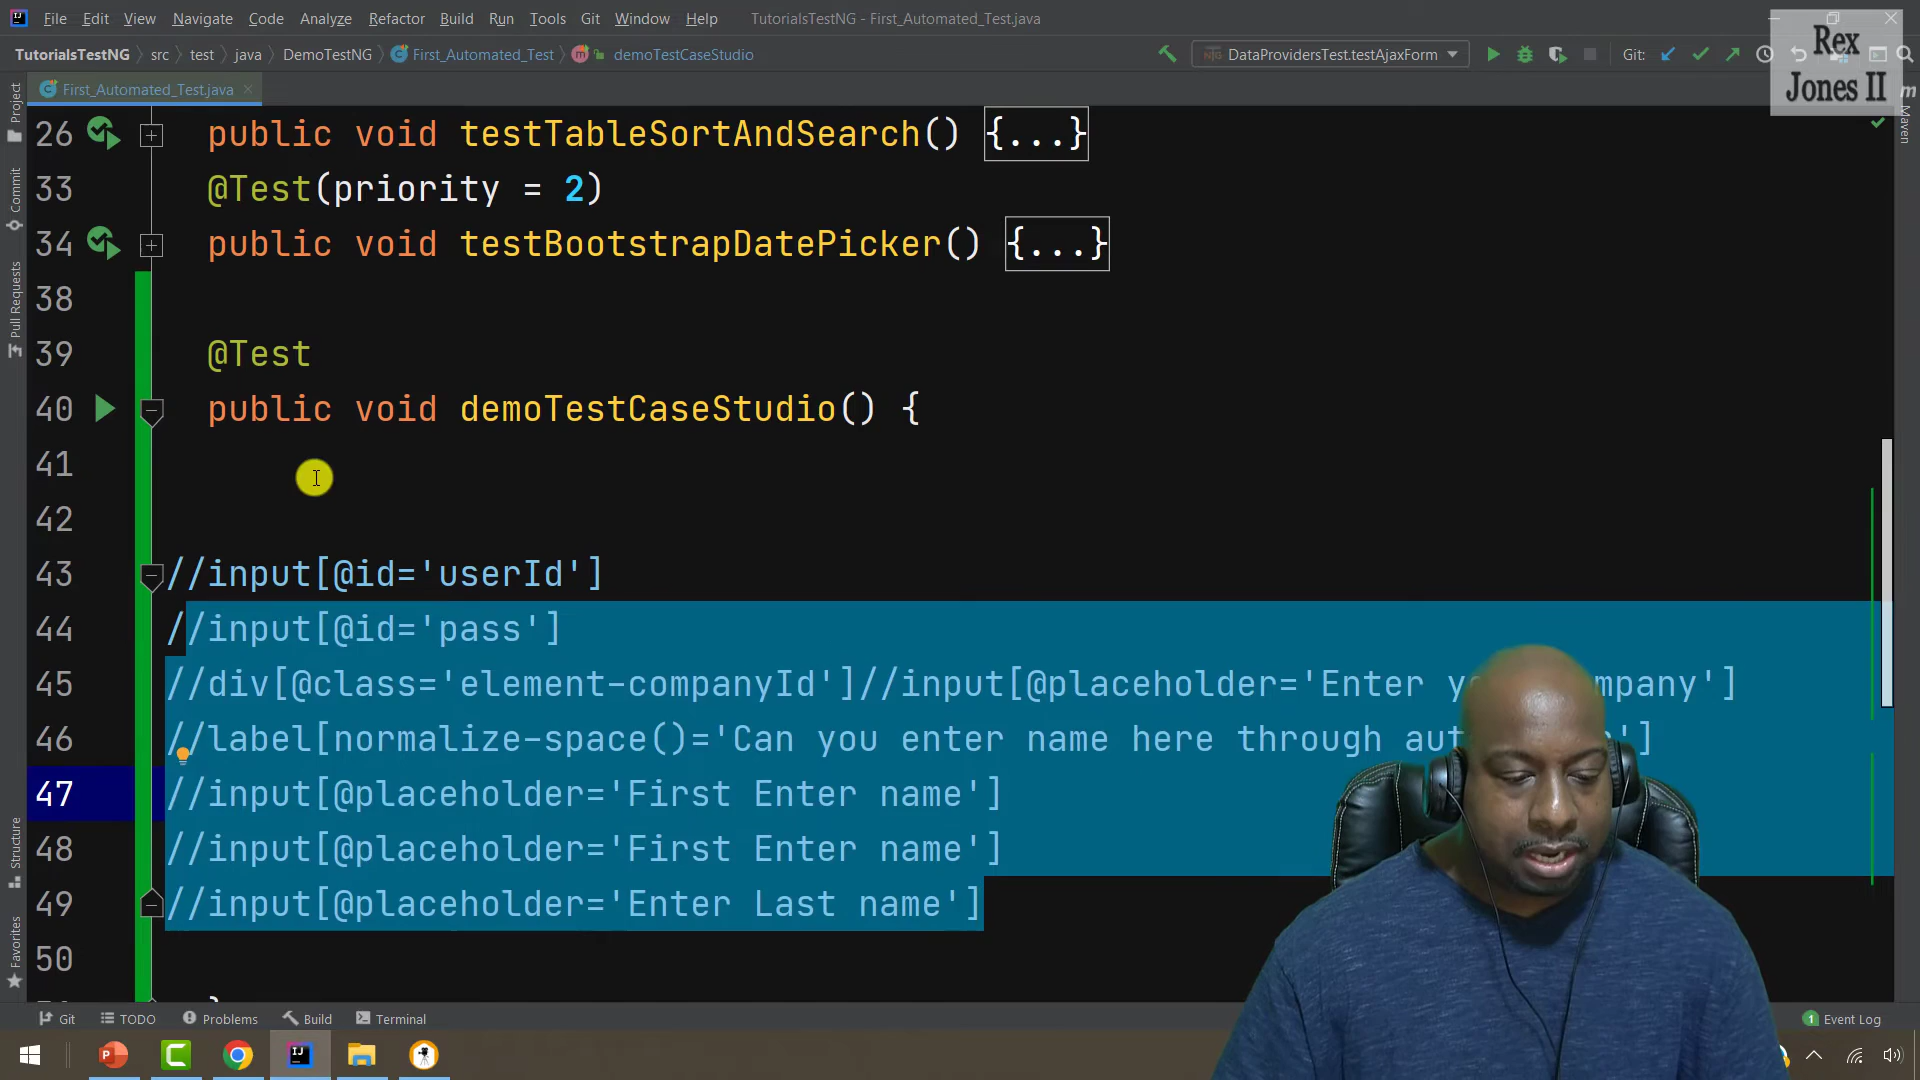 File Edit View Navigate Code Analyze Refactor Build Run Tools Git Window Help TutorialsTestNG - First_Automated_Test.java
TutorialsTestNG src test java DemoTestNG First_Automated_Test demoTestCaseStudio DataProvidersTest.testAjaxForm Git:
Rex
Jones II
First_Automated_Test.java
Project
Commit
Pull Requests
Structure
Favorites
Maven
26 public void testTableSortAndSearch() {...}
33 @Test(priority = 2)
34 public void testBootstrapDatePicker() {...}
38
39 @Test
40 public void demoTestCaseStudio() {
41
42
43 //input[@id='userId']
44 //input[@id='pass']
45 //div[@class='element-companyId']//input[@placeholder='Enter mpany']
46 //label[normalize-space()='Can you enter name here through ']
47 //input[@placeholder='First Enter name']
48 //input[@placeholder='First Enter name']
49 //input[@placeholder='Enter Last name']
50
Git TODO Problems Build Terminal 1 Event Log